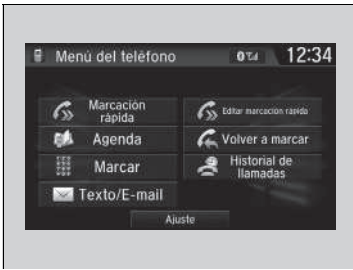 Menú del teléfono 12:34
Marcación
rápida
Editar marcación rápida
Agenda
Volver a marcar
Marcar
Historial de
llamadas
Texto/E-mail
Ajuste